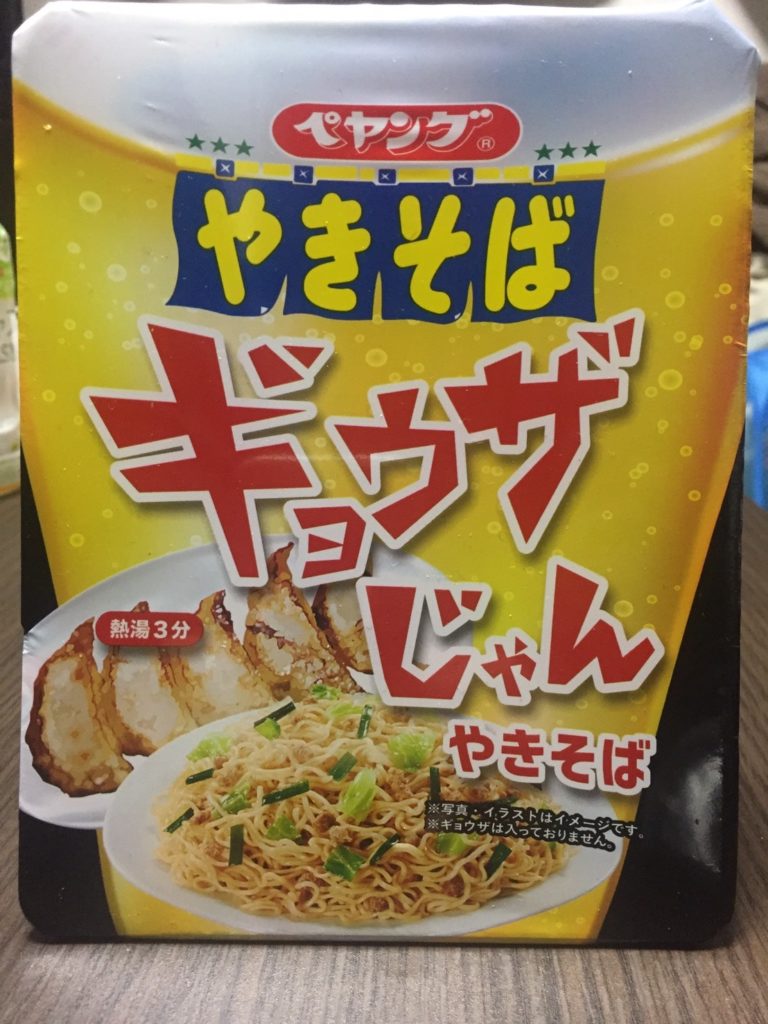 ペヤング®
やきそば
ギョウザ
じゃん
やきそば
熱湯3分
※写真・イラストはイメージです。
※ギョウザは入っておりません。